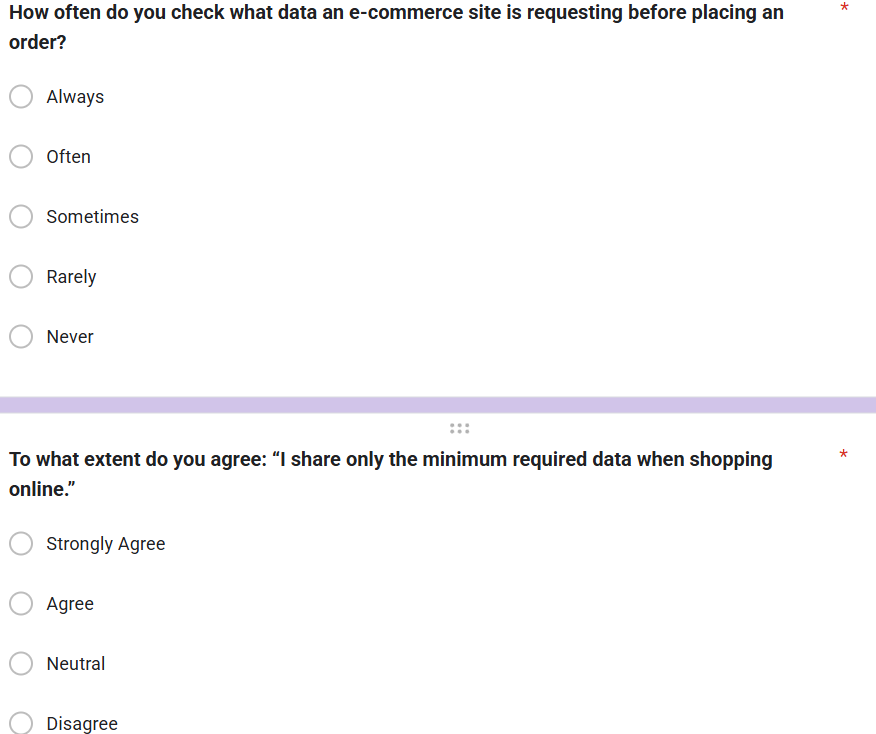 How often do you check what data an e-commerce site is requesting before placing an *
order?
Always
Often
Sometimes
Rarely
Never
To what extent do you agree: “I share only the minimum required data when shopping *
online.”
Strongly Agree
Agree
Neutral
Disagree